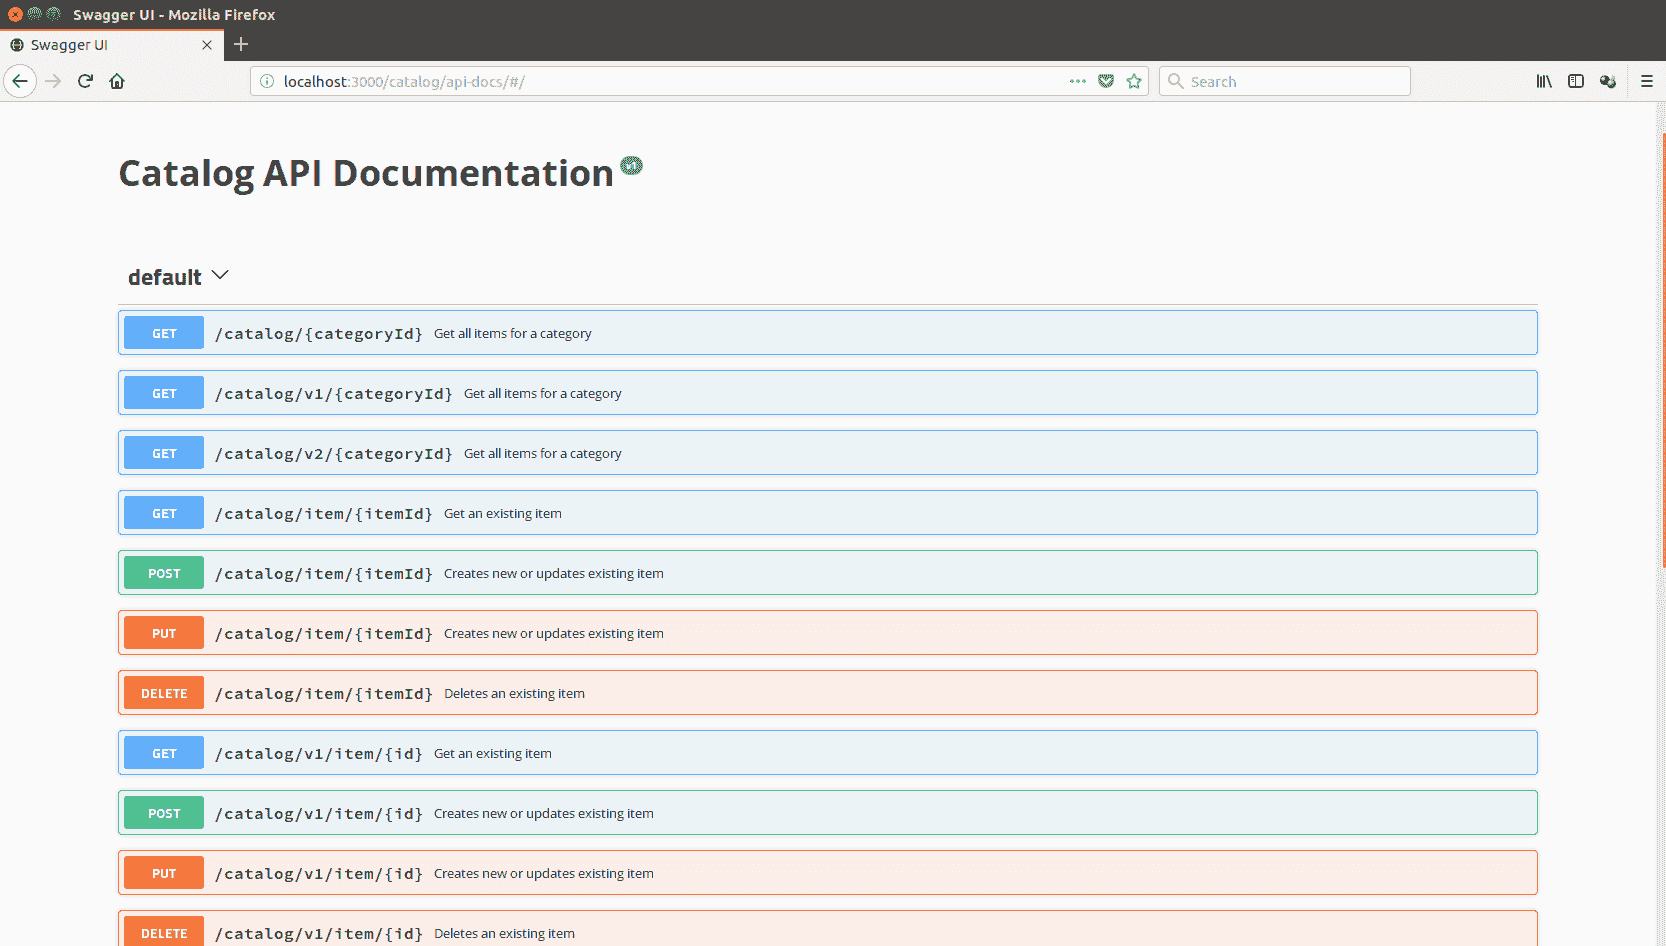 Swagger UI - Mozilla Firefox
Swagger UI
localhost:3000/catalog/api-docs/#/
Search
Catalog API Documentation
default
GET /catalog/{categoryId} Get all items for a category
GET /catalog/v1/{categoryId} Get all items for a category
GET /catalog/v2/{categoryId} Get all items for a category
GET /catalog/item/{itemId} Get an existing item
POST /catalog/item/{itemId} Creates new or updates existing item
PUT /catalog/item/{itemId} Creates new or updates existing item
DELETE /catalog/item/{itemId} Deletes an existing item
GET /catalog/v1/item/{id} Get an existing item
POST /catalog/v1/item/{id} Creates new or updates existing item
PUT /catalog/v1/item/{id} Creates new or updates existing item
DELETE /catalog/v1/item/{id} Deletes an existing item